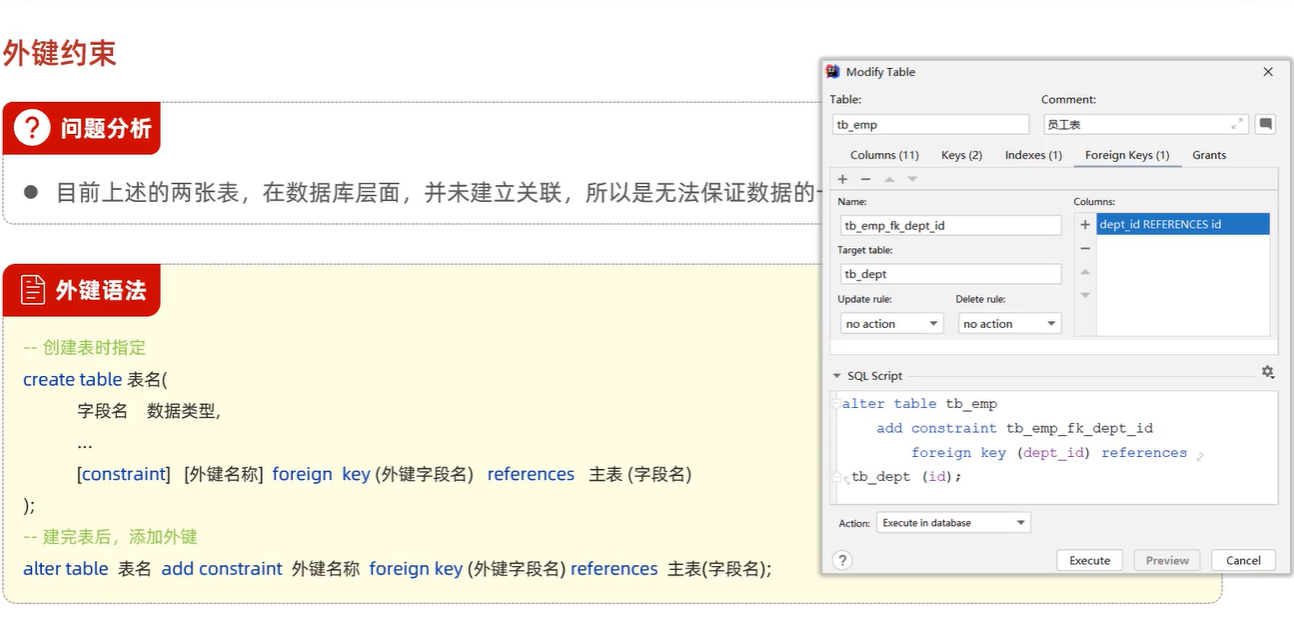 外键约束
? 问题分析
● 目前上述的两张表，在数据库层面，并未建立关联，所以是无法保证数据的
外键语法
-- 创建表时指定
create table 表名(
字段名 数据类型,
...
[constraint] [外键名称] foreign key (外键字段名) references 主表 (字段名)
);
-- 建完表后，添加外键
alter table 表名 add constraint 外键名称 foreign key (外键字段名) references 主表(字段名);
Modify Table
Table: Comment:
tb_emp 员工表
Columns (11) Keys (2) Indexes (1) Foreign Keys (1) Grants
Name: Columns:
tb_emp_fk_dept_id dept_id REFERENCES id
Target table:
tb_dept
Update rule: Delete rule:
no action no action
SQL Script
alter table tb_emp
add constraint tb_emp_fk_dept_id
foreign key (dept_id) references
tb_dept (id);
Action: Execute in database
? Execute Preview Cancel